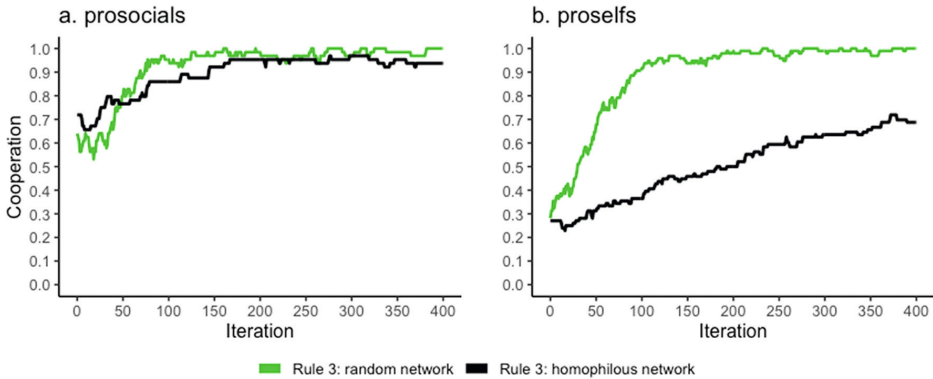 a. prosocials
b. proselfs
Cooperation
1.0
0.9
0.8
0.7
0.6
0.5
0.4
0.3
0.2
0.1
0.0
0 50 100 150 200 250 300 350 400
Iteration
1.0
0.9
0.8
0.7
0.6
0.5
0.4
0.3
0.2
0.1
0.0
0 50 100 150 200 250 300 350 400
Iteration
Rule 3: random network
Rule 3: homophilous network